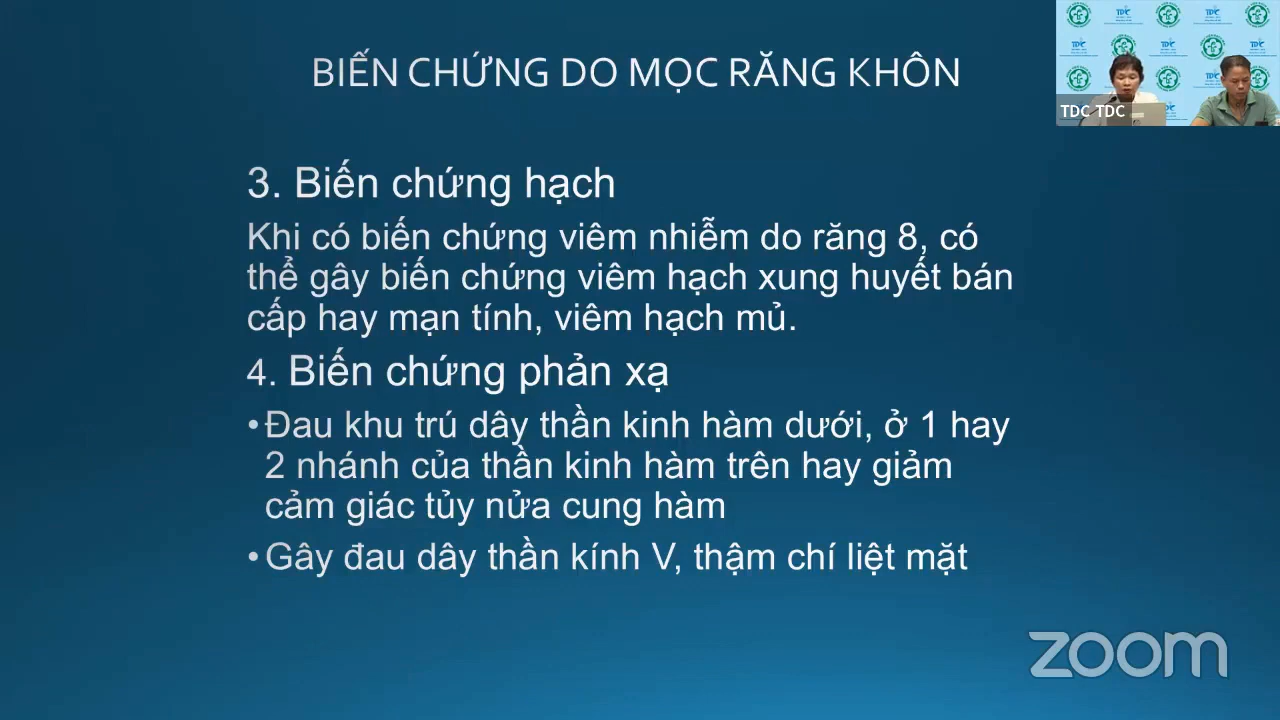 BIẾN CHỨNG DO MỌC RĂNG KHÔN
TDC TDC
3. Biến chứng hạch
Khi có biến chứng viêm nhiễm do răng 8, có
thể gây biến chứng viêm hạch xung huyết bán
cấp hay mạn tính, viêm hạch mủ.
4. Biến chứng phản xạ
•Đau khu trú dây thần kinh hàm dưới, ở 1 hay
2 nhánh của thần kinh hàm trên hay giảm
cảm giác tủy nửa cung hàm
•Gây đau dây thần kính V, thậm chí liệt mặt
zoom